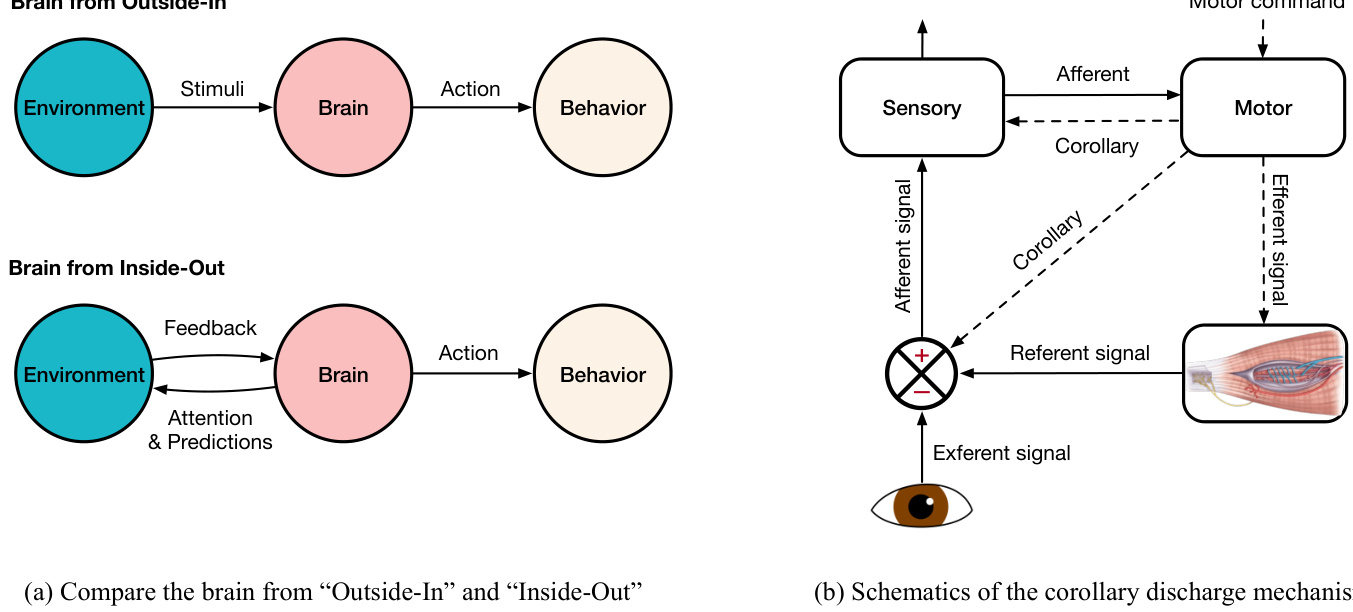 Brain from Outside-In
Environment
Stimuli
Brain
Action
Behavior
Brain from Inside-Out
Environment
Feedback
Attention
& Predictions
Brain
Action
Behavior
(a) Compare the brain from “Outside-In” and “Inside-Out”
Motor command
Sensory
Afferent
Corollary
Motor
Afferent signal
Corollary
Efferent signal
+
−
Referent signal
Exferent signal
(b) Schematics of the corollary discharge mechanis